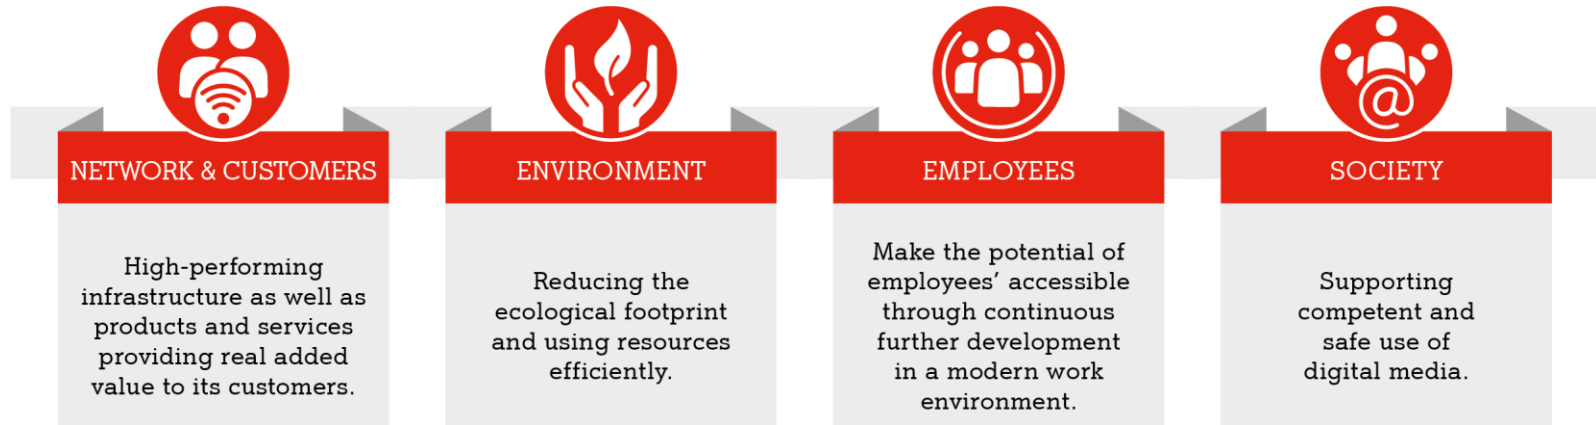 NETWORK & CUSTOMERS
High-performing
infrastructure as well as
products and services
providing real added
value to its customers.
ENVIRONMENT
Reducing the
ecological footprint
and using resources
efficiently.
EMPLOYEES
Make the potential of
employees’ accessible
through continuous
further development
in a modern work
environment.
SOCIETY
@
Supporting
competent and
safe use of
digital media.